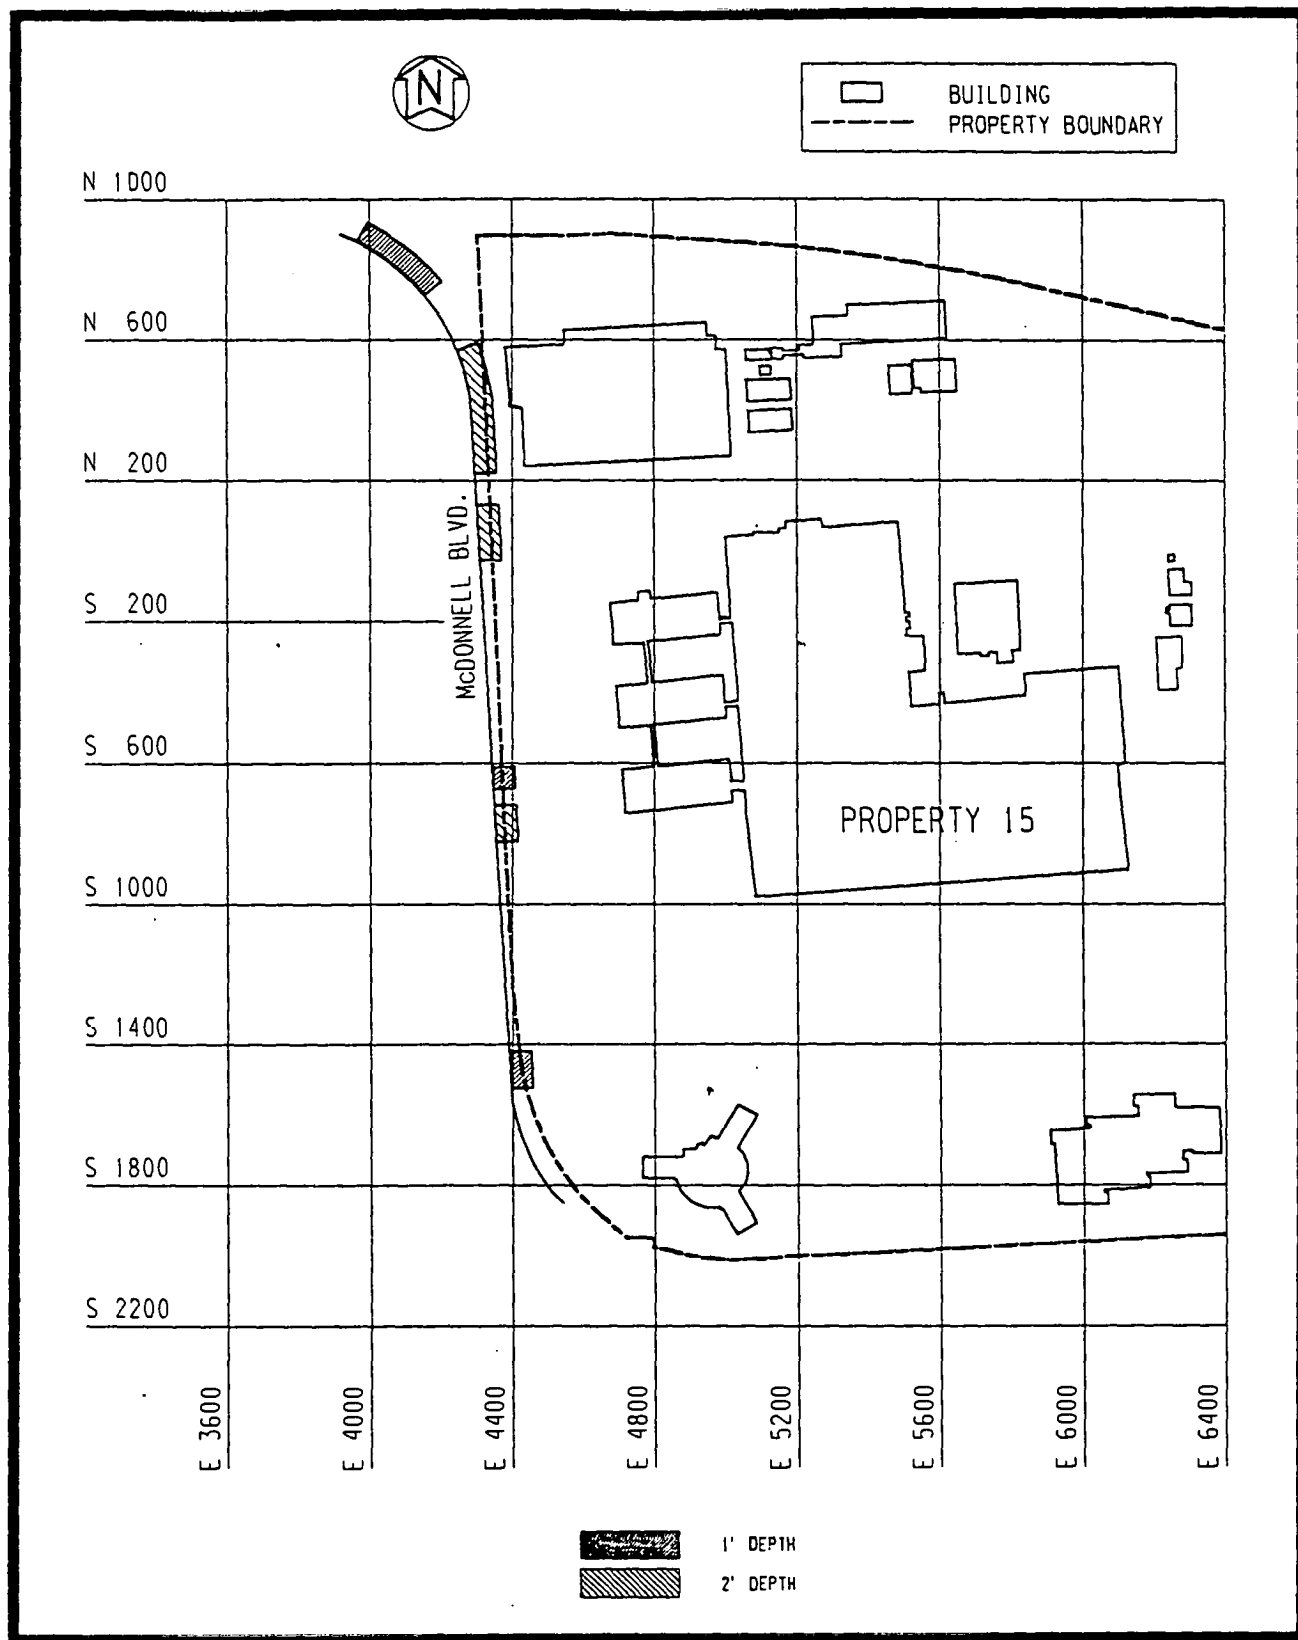 N
BUILDING
PROPERTY BOUNDARY
N 1000
N 600
N 200
McDONNELL BLVD.
S 200
S 600
PROPERTY 15
S 1000
S 1400
S 1800
S 2200
E 3600
E 4000
E 4400
E 4800
E 5200
E 5600
E 6000
E 6400
1' DEPTH
2' DEPTH